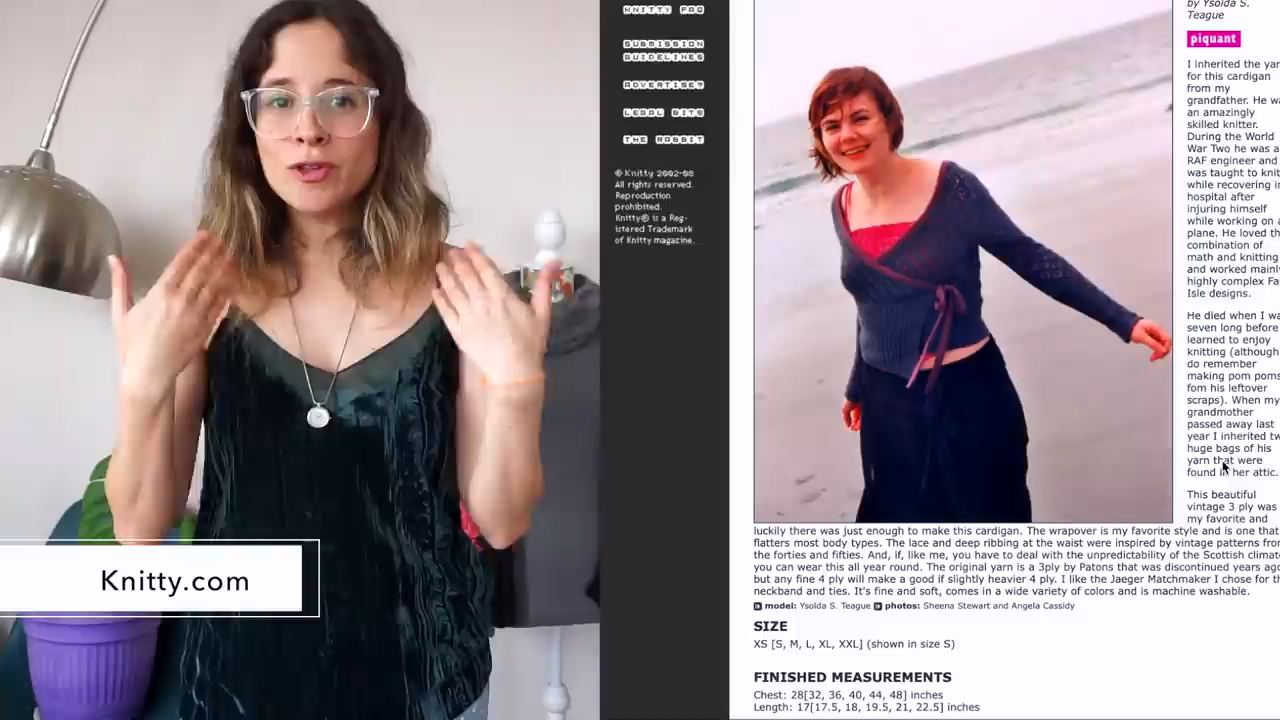 Knitty.com
KNITTY FAQ
SUBMISSION
GUIDELINES
ADVERTISE?
LEGAL BITS
THE RABBIT
© Knitty 2002-08
All rights reserved.
Reproduction
prohibited.
Knitty® is a Reg-
istered Trademark
of Knitty magazine.
by Ysolda S.
Teague
piquant
I inherited the
for this cardigan
from my
grandfather. He
an amazingly
skilled knitter.
During the World
War Two he was
RAF engineer and
was taught to knit
while recovering
hospital after
injuring himself
while working on
plane. He loved
combination of
math and knitting
and worked
highly complex
Isle designs.
He died when I
seven long before
learned to enjoy
knitting (although
do remember
making pom poms
fom his leftover
scraps). When my
grandmother
passed away last
year I inherited
huge bags of his
yarn that were
found in her attic.
This beautiful
vintage 3 ply was
my favorite and
luckily there was just enough to make this cardigan. The wrapover is my favorite style and is one that
flatters most body types. The lace and deep ribbing at the waist were inspired by vintage patterns
the forties and fifties. And, if, like me, you have to deal with the unpredictability of the Scottish
you can wear this all year round. The original yarn is a 3ply by Patons that was discontinued years
but any fine 4 ply will make a good if slightly heavier 4 ply. I like the Jaeger Matchmaker I chose for
neckband and ties. It's fine and soft, comes in a wide variety of colors and is machine washable.
model: Ysolda S. Teague photos: Sheena Stewart and Angela Cassidy
SIZE
XS [S, M, L, XL, XXL] (shown in size S)
FINISHED MEASUREMENTS
Chest: 28[32, 36, 40, 44, 48] inches
Length: 17[17.5, 18, 19.5, 21, 22.5] inches